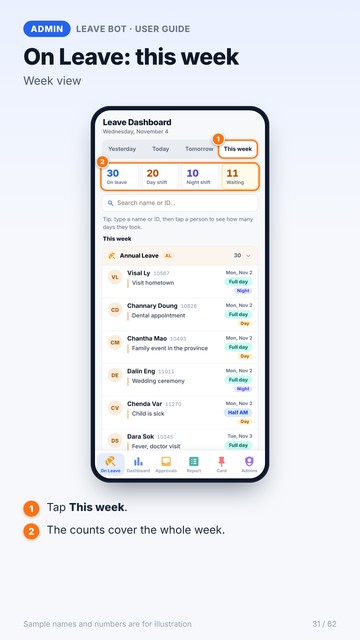 ADMIN LEAVE BOT · USER GUIDE
On Leave: this week
Week view
Leave Dashboard
Wednesday, November 4
1
Yesterday Today Tomorrow This week
2
30 20 10 11
On leave Day shift Night shift Waiting
Search name or ID...
Tip: type a name or ID, then tap a person to see how many
days they took.
This week
Annual Leave AL 30
VL Visal Ly 10567 Mon, Nov 2
Visit hometown Full day
Night
CD Channary Doung 10826 Mon, Nov 2
Dental appointment Full day
Day
CM Chantha Mao 10493 Mon, Nov 2
Family event in the province Full day
Day
DE Dalin Eng 11011 Mon, Nov 2
Wedding ceremony Full day
Night
CV Chenda Var 11270 Mon, Nov 2
Child is sick Half AM
Day
DS Dara Sok 10345 Tue, Nov 3
Fever, doctor visit Full day
On Leave Dashboard Approvals Report Card Admins
1 Tap This week.
2 The counts cover the whole week.
Sample names and numbers are for illustration 31 / 62